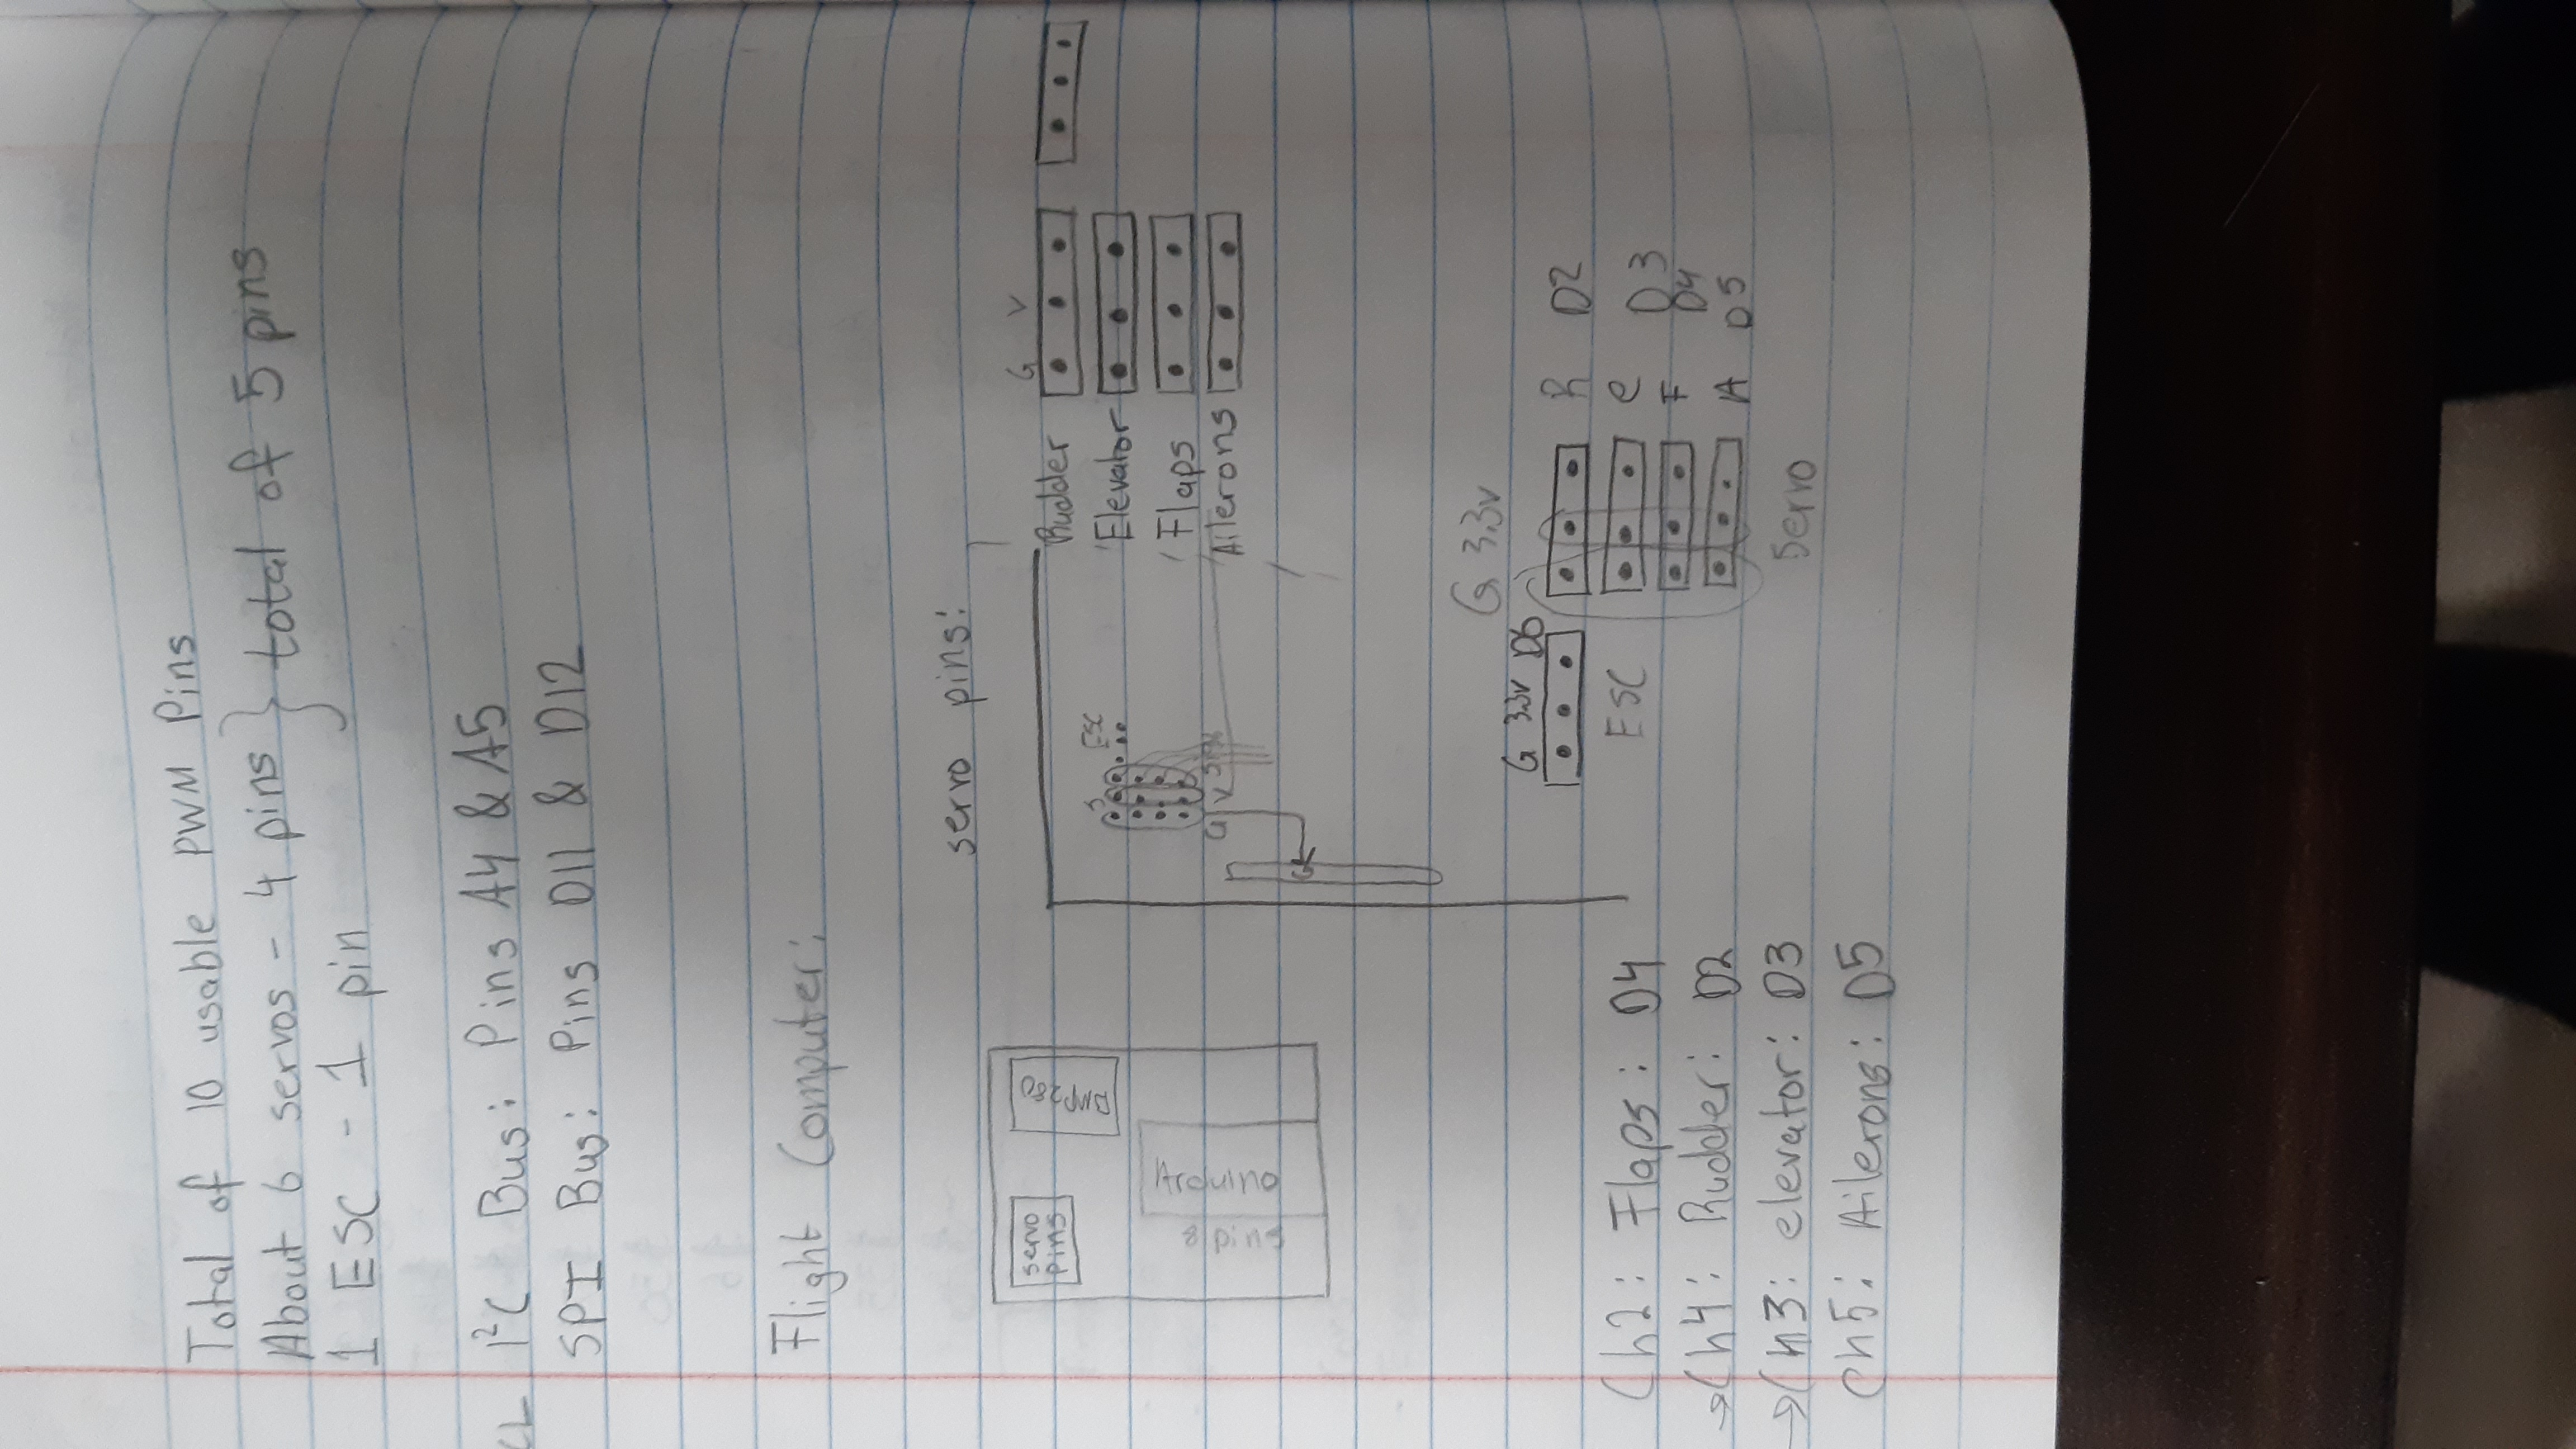 Total of 10 usable PWM Pins
About 6 servos - 4 pins } total of 5 pins
1 ESC - 1 pin
CL I²C Bus: Pins A4 & A5
SPI Bus: Pins D11 & D12
Flight Computer:
servo pins:
servo
pins
BMP280
Arduino
8 pins
S ESC
G V S
G
G V
Rudder
Elevator
Flaps
Ailerons
G 3.3v
G 3.3v D6
ESC
R D2
e D3
F D4
A D5
Servo
Ch2: Flaps: D4
→Ch4: Rudder: D2
→Ch3: elevator: D3
Ch5: Ailerons: D5